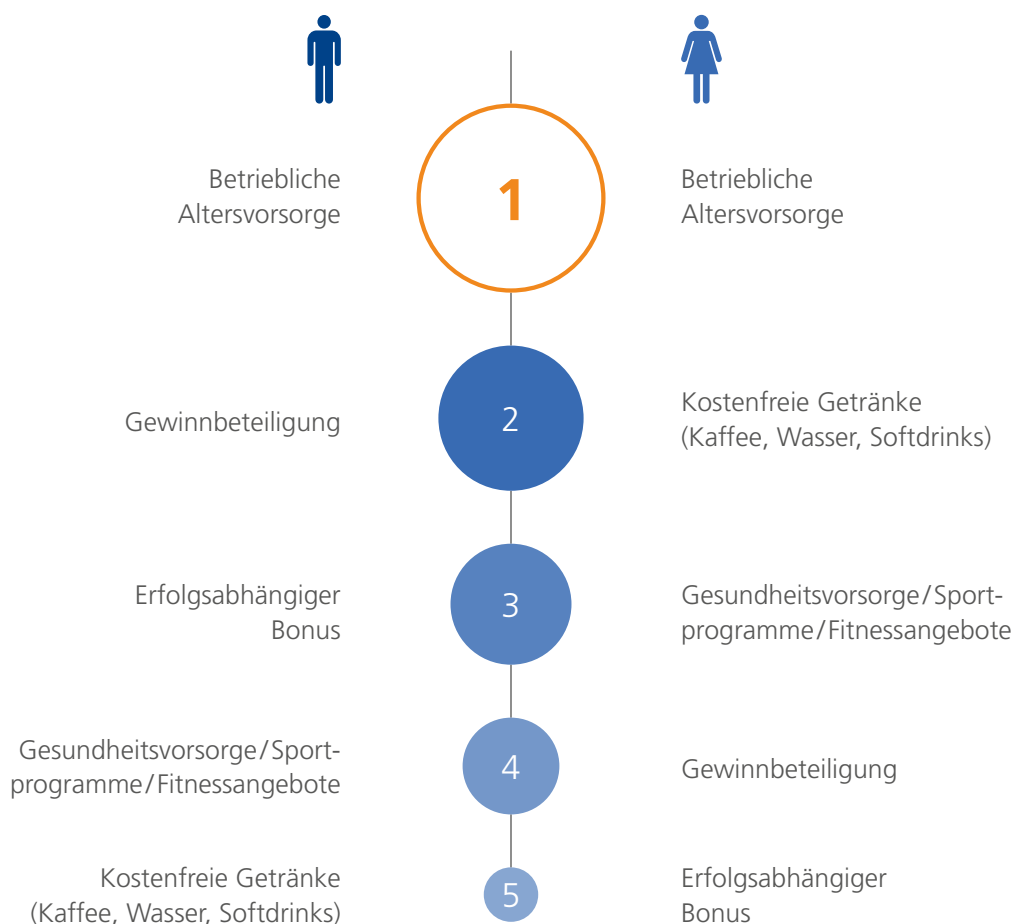 Betriebliche
Altersvorsorge
1
Betriebliche
Altersvorsorge
Gewinnbeteiligung
2
Kostenfreie Getränke
(Kaffee, Wasser, Softdrinks)
Erfolgsabhängiger
Bonus
3
Gesundheitsvorsorge/Sport-
programme/Fitnessangebote
Gesundheitsvorsorge/Sport-
programme/Fitnessangebote
4
Gewinnbeteiligung
Kostenfreie Getränke
(Kaffee, Wasser, Softdrinks)
5
Erfolgsabhängiger
Bonus